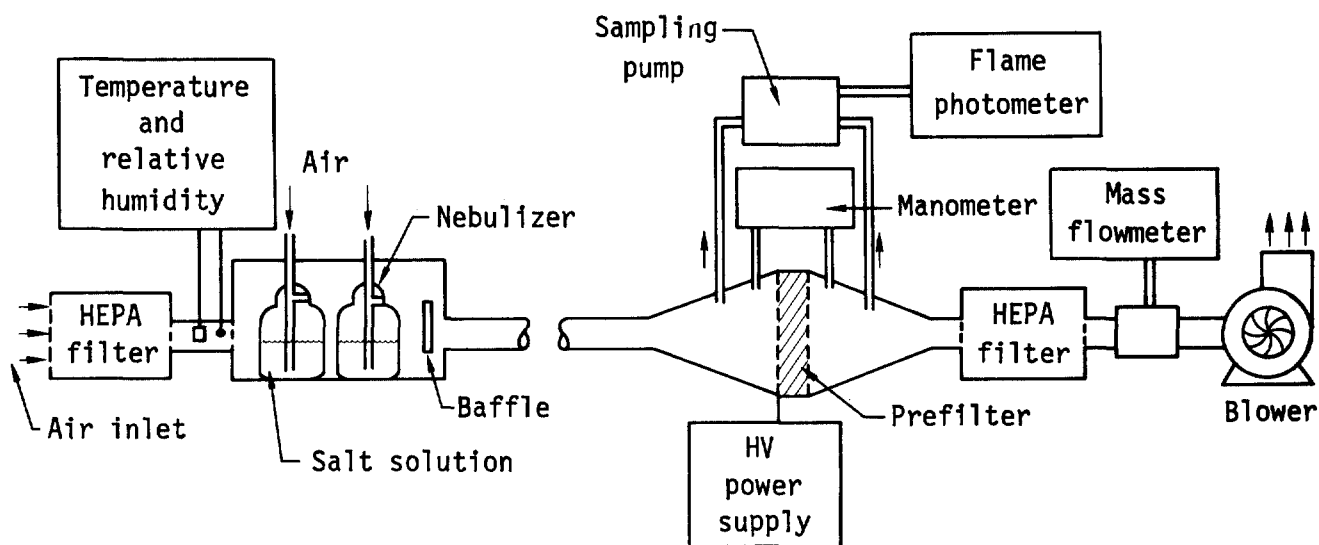 Temperature
and
relative
humidity
Air
Nebulizer
HEPA
filter
Air inlet
Salt solution
Baffle
Sampling
pump
Flame
photometer
Manometer
Mass
flowmeter
HEPA
filter
Prefilter
Blower
HV
power
supply